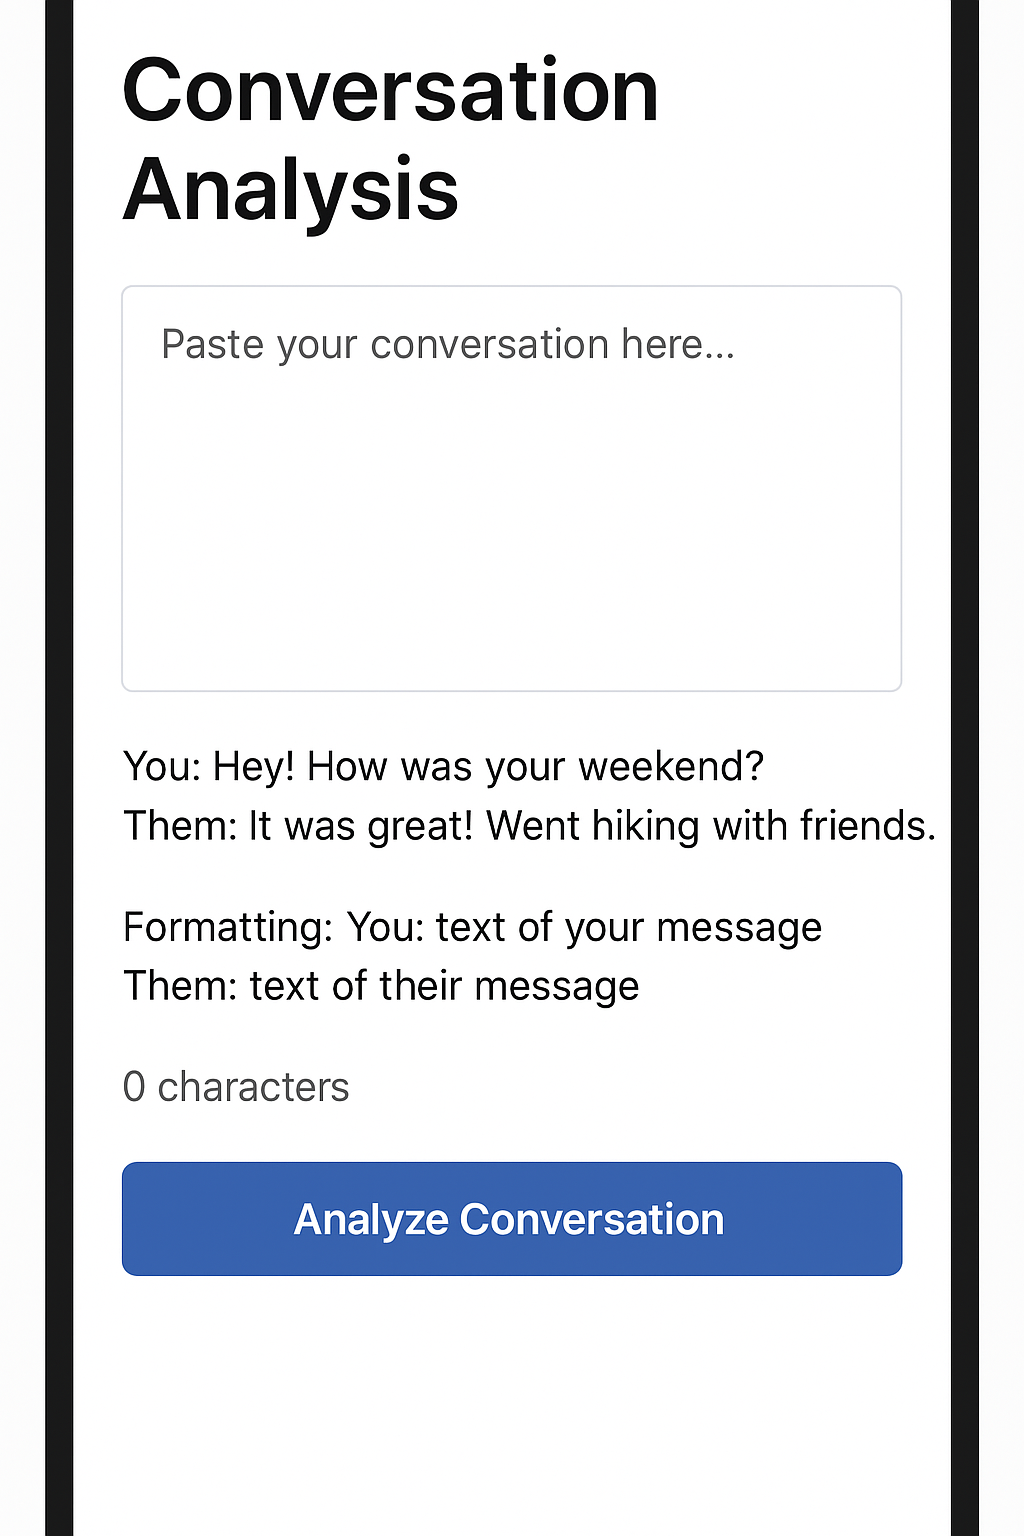 Conversation
Analysis
Paste your conversation here...
You: Hey! How was your weekend?
Them: It was great! Went hiking with friends.
Formatting: You: text of your message
Them: text of their message
0 characters
Analyze Conversation